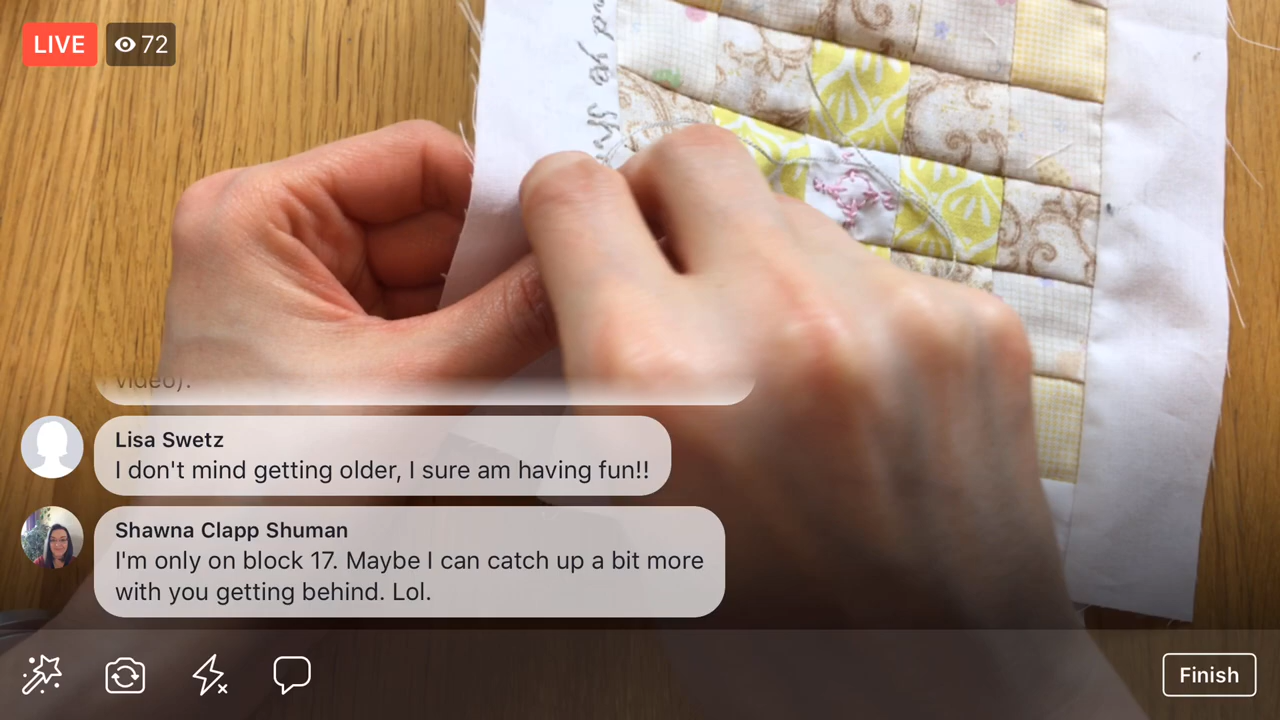 LIVE
72
video).
Lisa Swetz
I don't mind getting older, I sure am having fun!!
Shawna Clapp Shuman
I'm only on block 17. Maybe I can catch up a bit more
with you getting behind. Lol.
Finish